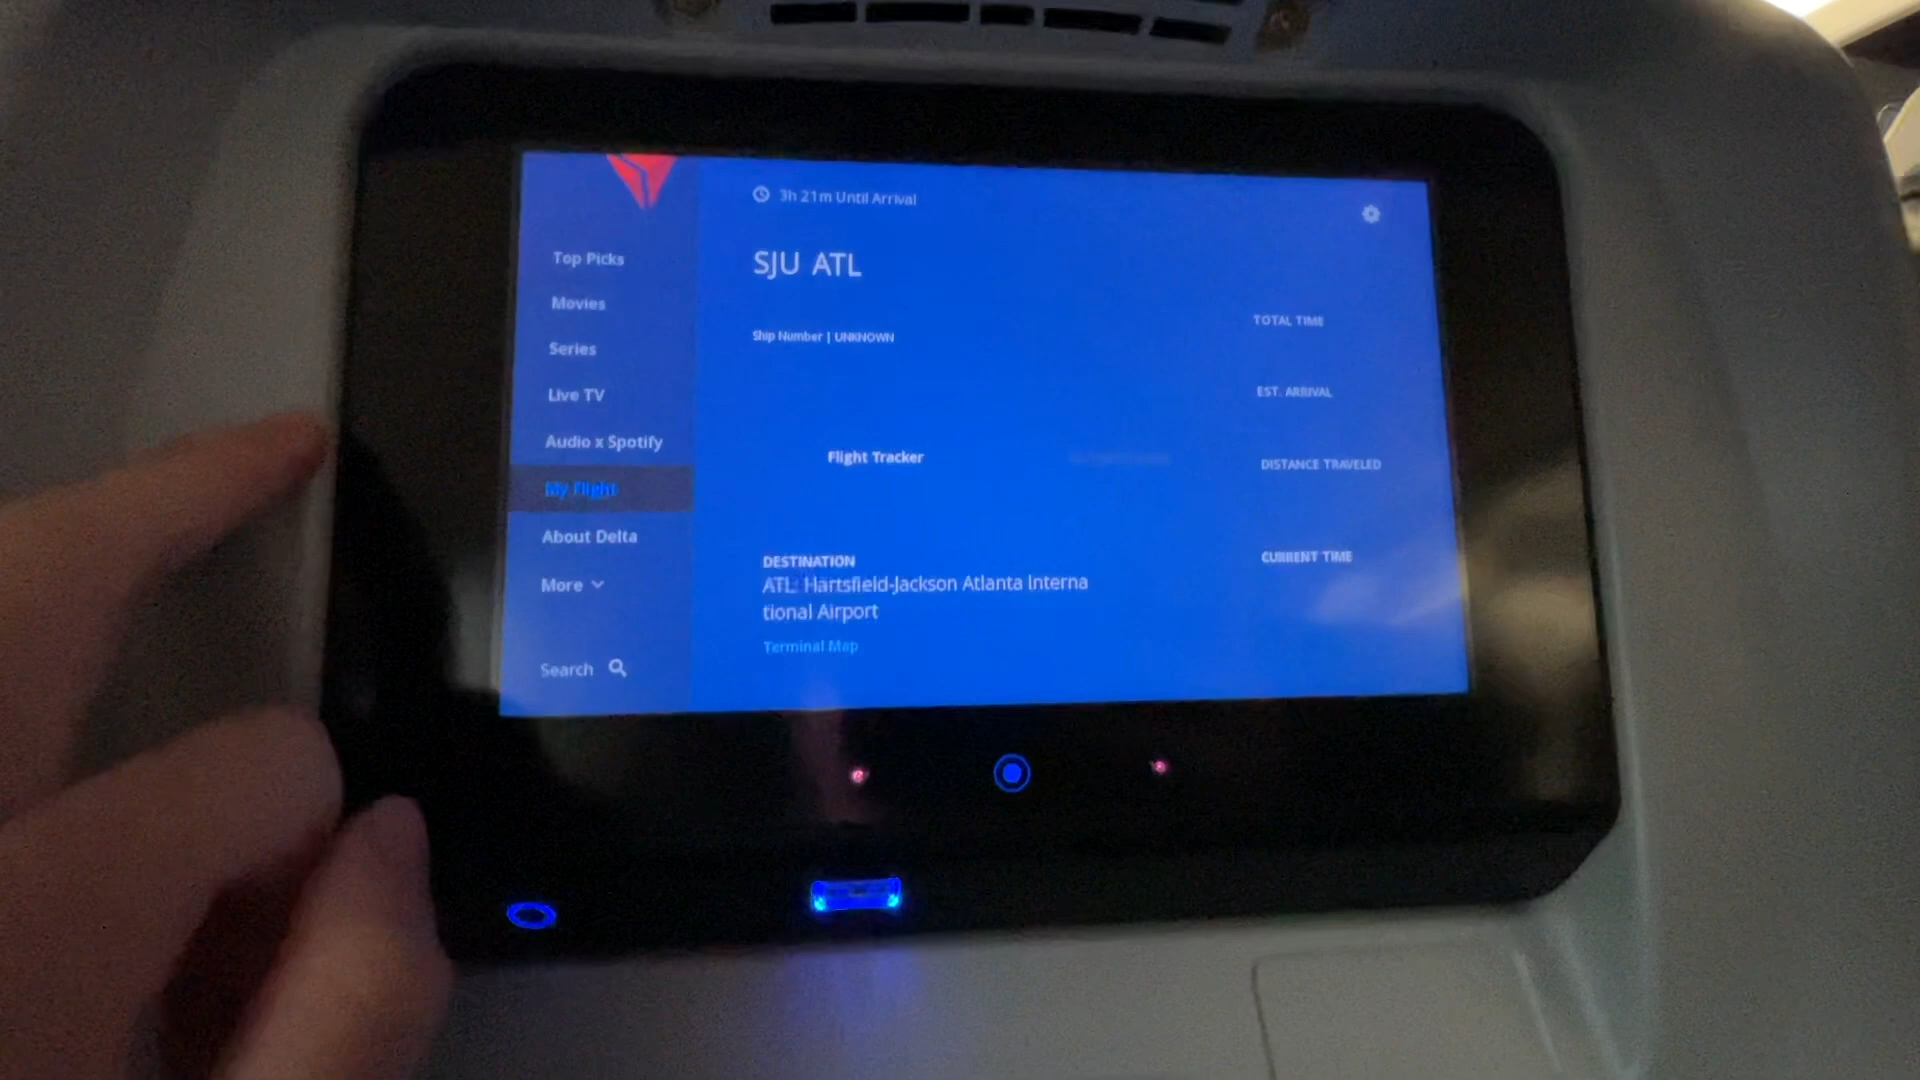 3h 21m Until Arrival
SJU ATL
Ship Number | UNKNOWN
Top Picks
Movies
Series
Live TV
Audio x Spotify
My Flight
About Delta
More
Search
Flight Tracker
DESTINATION
ATL: Hartsfield-Jackson Atlanta Interna
tional Airport
Terminal Map
TOTAL TIME
EST. ARRIVAL
DISTANCE TRAVELED
CURRENT TIME